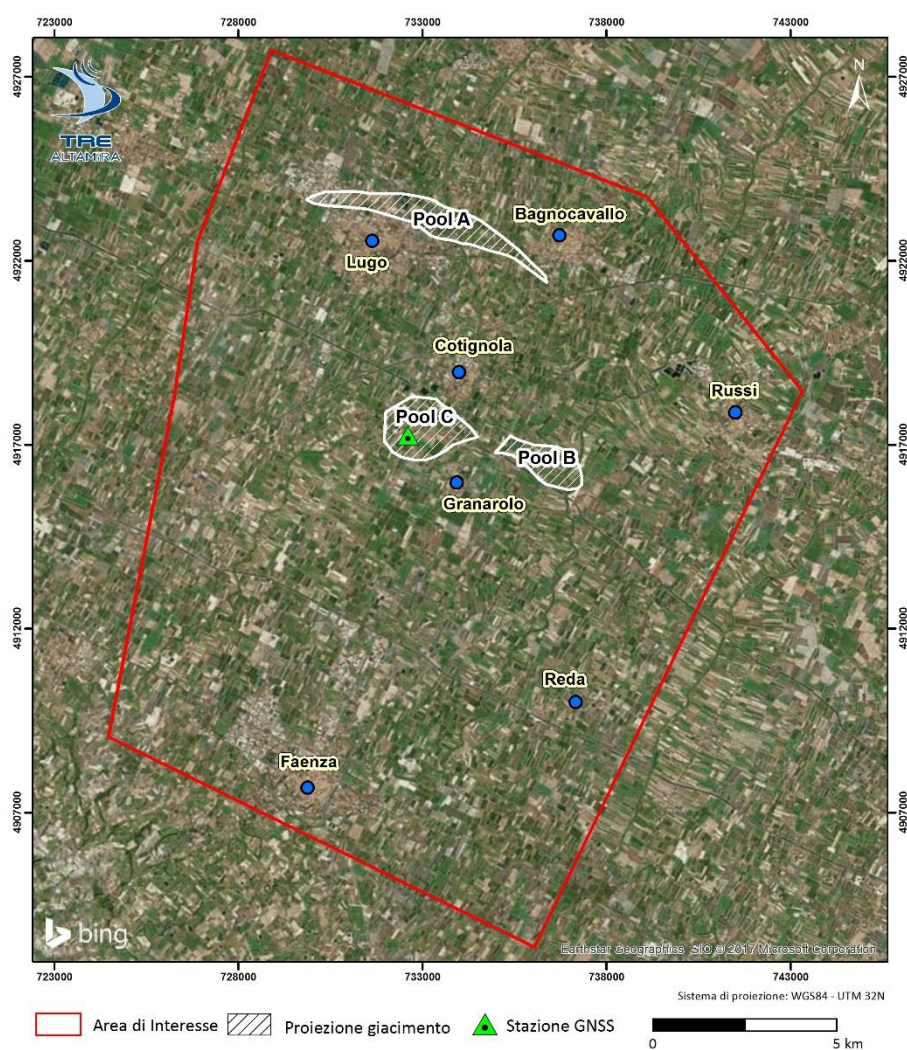 723000 728000 733000 738000 743000
4927000 4927000
N
TRE
ALTAMIRA
Bagnocavallo
Pool A
4922000 4922000
Lugo
Cotignola
Russi
Pool C
4917000 4917000
Pool B
Granarolo
4912000 4912000
Reda
Faenza
4907000 4907000
bing
Earthstar Geographics SIO © 2017 Microsoft Corporation
723000 728000 733000 738000 743000
Sistema di proiezione: WGS84 - UTM 32N
Area di Interesse Proiezione giacimento Stazione GNSS
0 5 km